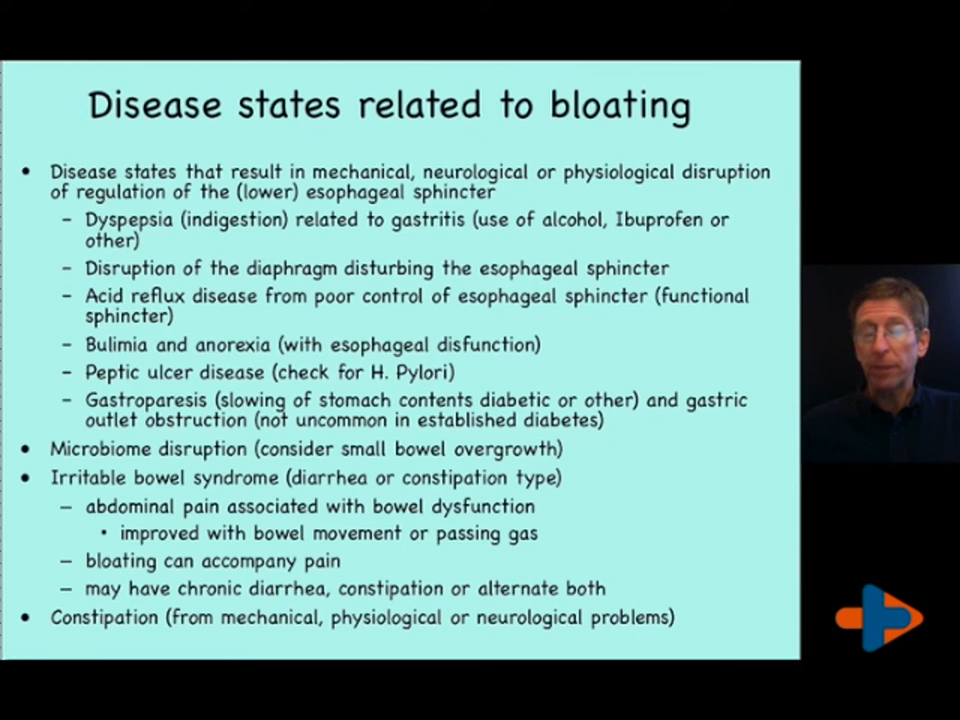 Disease states related to bloating
• Disease states that result in mechanical, neurological or physiological disruption
of regulation of the (lower) esophageal sphincter
– Dyspepsia (indigestion) related to gastritis (use of alcohol, Ibuprofen or
other)
– Disruption of the diaphragm disturbing the esophageal sphincter
– Acid reflux disease from poor control of esophageal sphincter (functional
sphincter)
– Bulimia and anorexia (with esophageal disfunction)
– Peptic ulcer disease (check for H. Pylori)
– Gastroparesis (slowing of stomach contents diabetic or other) and gastric
outlet obstruction (not uncommon in established diabetes)
• Microbiome disruption (consider small bowel overgrowth)
• Irritable bowel syndrome (diarrhea or constipation type)
– abdominal pain associated with bowel dysfunction
• improved with bowel movement or passing gas
– bloating can accompany pain
– may have chronic diarrhea, constipation or alternate both
• Constipation (from mechanical, physiological or neurological problems)